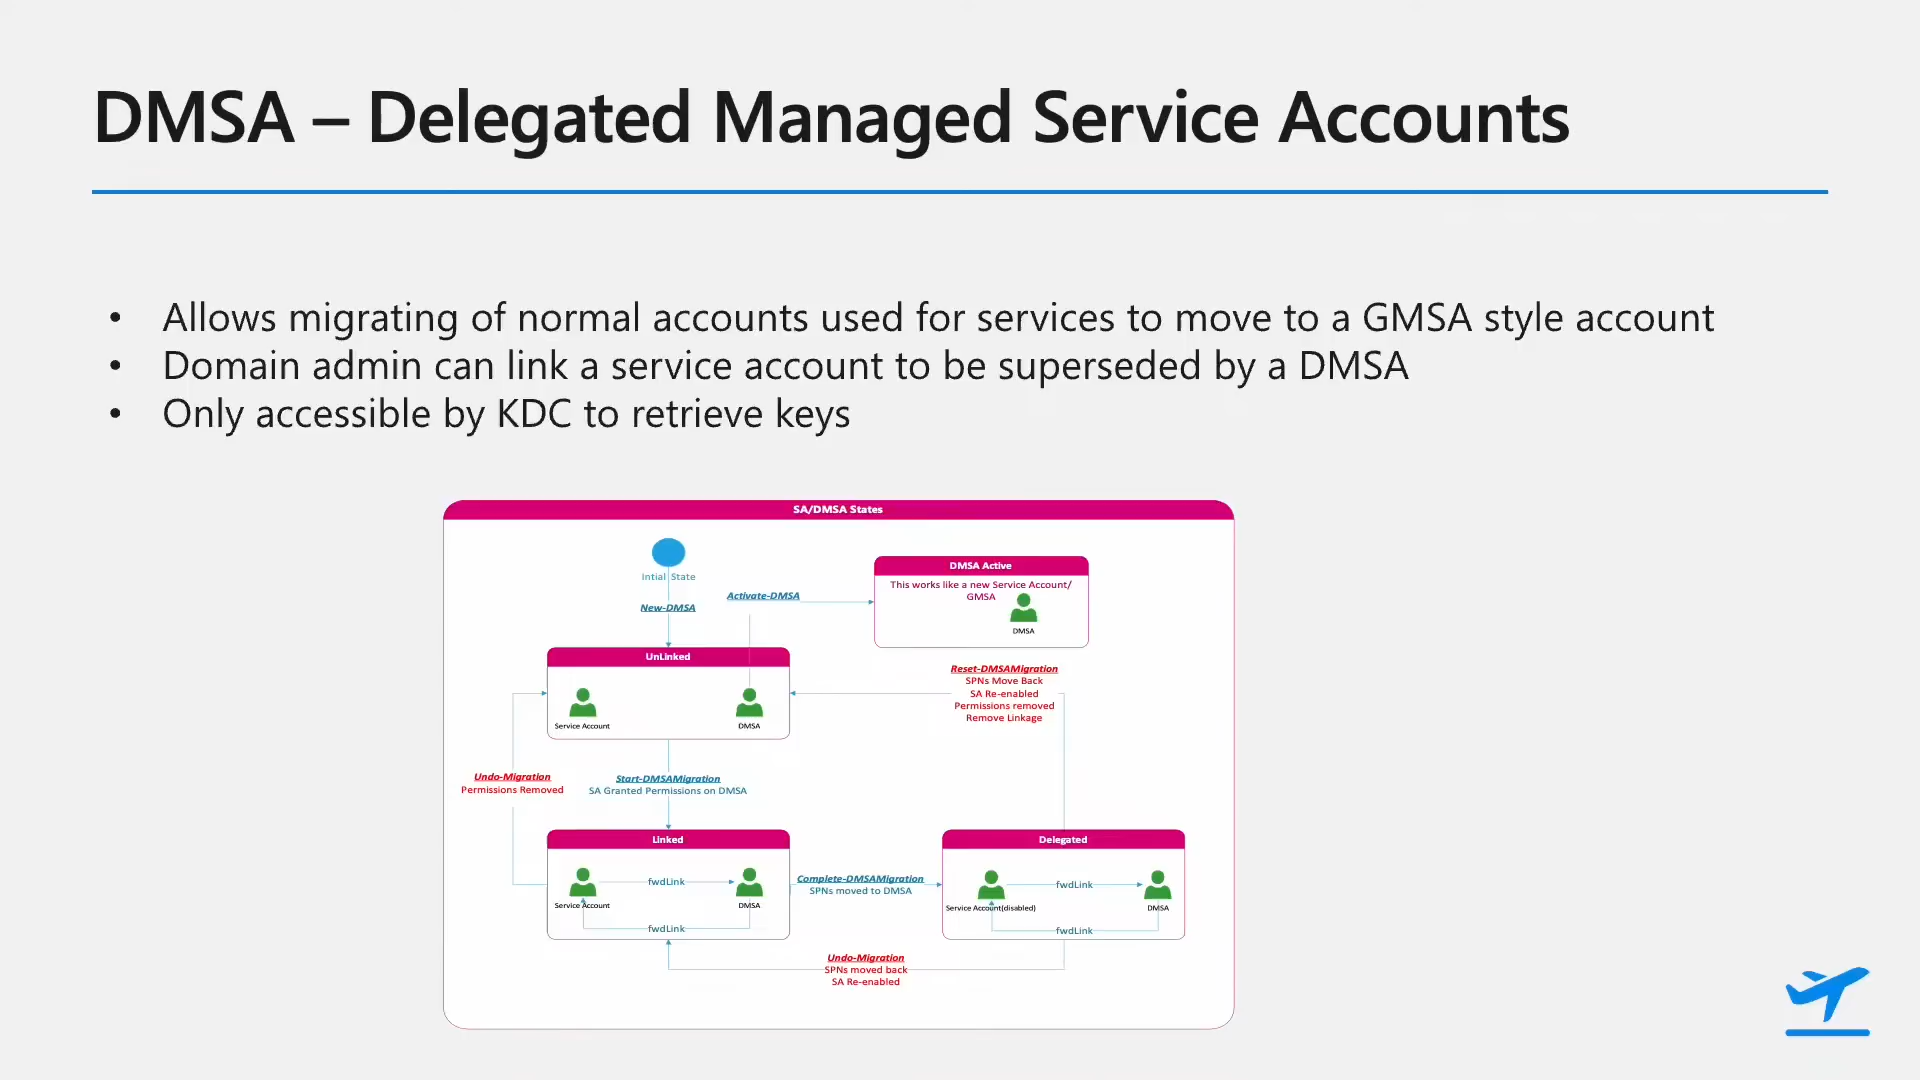 DMSA – Delegated Managed Service Accounts
• Allows migrating of normal accounts used for services to move to a GMSA style account
• Domain admin can link a service account to be superseded by a DMSA
• Only accessible by KDC to retrieve keys
SA/DMSA States
Intial State
New-DMSA
Activate-DMSA
DMSA Active
This works like a new Service Account/
GMSA
DMSA
UnLinked
Service Account
DMSA
Reset-DMSAMigration
SPNs Move Back
SA Re-enabled
Permissions removed
Remove Linkage
Undo-Migration
Permissions Removed
Start-DMSAMigration
SA Granted Permissions on DMSA
Linked
fwdLink
Service Account
DMSA
fwdLink
Complete-DMSAMigration
SPNs moved to DMSA
Delegated
fwdLink
Service Account(disabled)
DMSA
fwdLink
Undo-Migration
SPNs moved back
SA Re-enabled